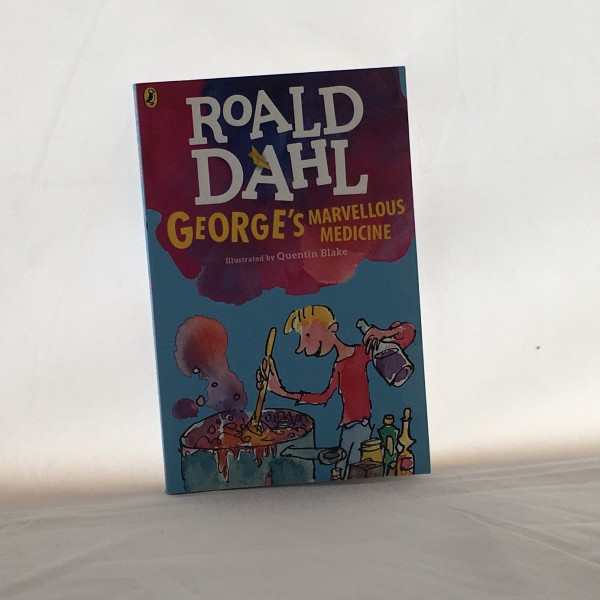 ROALD
DAHL
GEORGE'S MARVELLOUS
MEDICINE
Illustrated by Quentin Blake